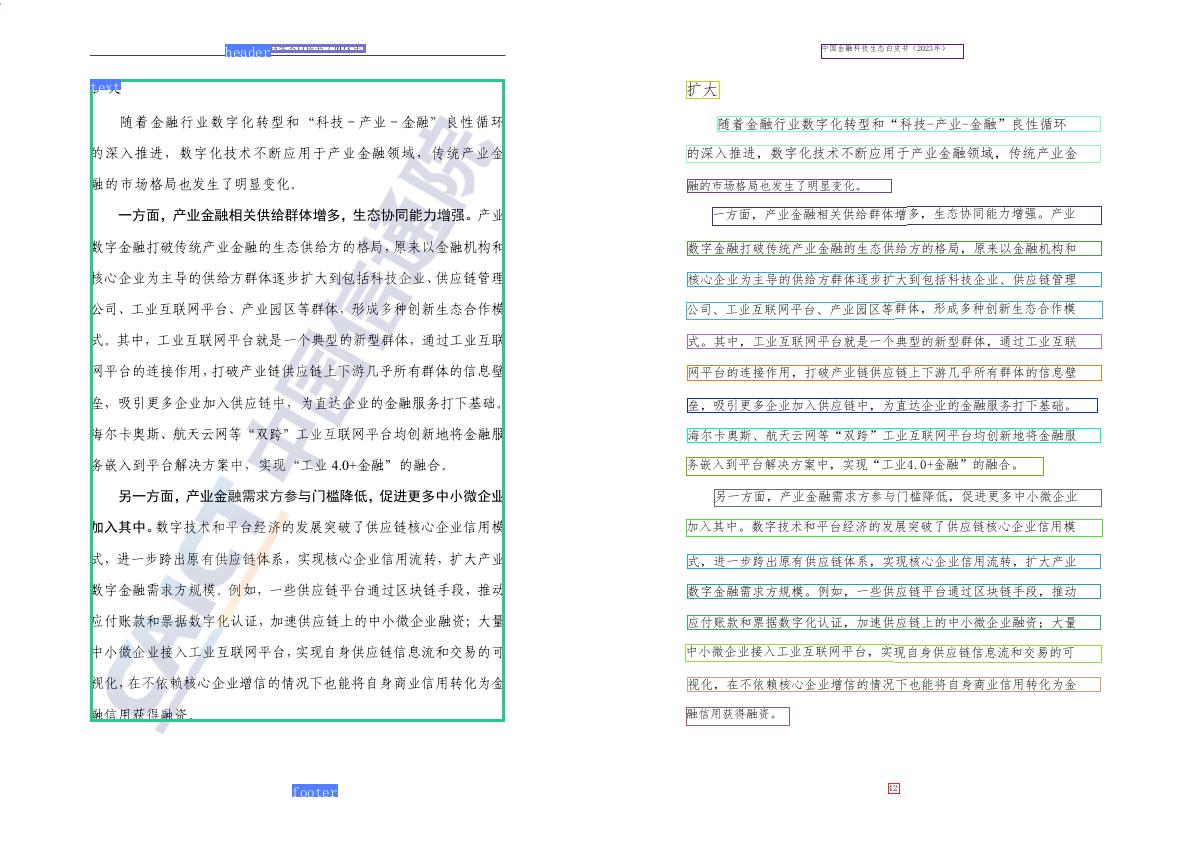 header
text
扩大
随着金融行业数字化转型和“科技-产业-金融”良性循环
的深入推进，数字化技术不断应用于产业金融领域，传统产业金
融的市场格局也发生了明显变化。
一方面，产业金融相关供给群体增多，生态协同能力增强。产业
数字金融打破传统产业金融的生态供给方的格局、原来以金融机构和
核心企业为主导的供给方群体逐步扩大到包括科技企业、供应链管理
公司、工业互联网平台、产业园区等群体，形成多种创新生态合作模
式。其中，工业互联网平台就是一个典型的新型群体，通过工业互联
网平台的连接作用，打破产业链供应链上下游几乎所有群体的信息壁
垒，吸引更多企业加入供应链中，为直达企业的金融服务打下基础。
海尔卡奥斯、航天云网等“双跨”工业互联网平台均创新地将金融服
务嵌入到平台解决方案中，实现“工业 4.0+金融”的融合。
另一方面，产业金融需求方参与门槛降低，促进更多中小微企业
加入其中。数字技术和平台经济的发展突破了供应链核心企业信用模
式，进一步跨出原有供应链体系，实现核心企业信用流转，扩大产业
数字金融需求方规模。例如，一些供应链平台通过区块链手段，推动
应付账款和票据数字化认证，加速供应链上的中小微企业融资；大量
中小微企业接入工业互联网平台，实现自身供应链信息流和交易的可
视化，在不依赖核心企业增信的情况下也能将自身商业信用转化为金
融信用获得融资。
CAICT 中国信通院
footer
中国金融科技生态白皮书（2023年）
扩大
随着金融行业数字化转型和“科技-产业-金融”良性循环
的深入推进，数字化技术不断应用于产业金融领域，传统产业金
融的市场格局也发生了明显变化。
一方面，产业金融相关供给群体增多，生态协同能力增强。产业
数字金融打破传统产业金融的生态供给方的格局，原来以金融机构和
核心企业为主导的供给方群体逐步扩大到包括科技企业、供应链管理
公司、工业互联网平台、产业园区等群体，形成多种创新生态合作模
式。其中，工业互联网平台就是一个典型的新型群体，通过工业互联
网平台的连接作用，打破产业链供应链上下游几乎所有群体的信息壁
垒，吸引更多企业加入供应链中，为直达企业的金融服务打下基础。
海尔卡奥斯、航天云网等“双跨”工业互联网平台均创新地将金融服
务嵌入到平台解决方案中，实现“工业4.0+金融”的融合。
另一方面，产业金融需求方参与门槛降低，促进更多中小微企业
加入其中。数字技术和平台经济的发展突破了供应链核心企业信用模
式，进一步跨出原有供应链体系，实现核心企业信用流转，扩大产业
数字金融需求方规模。例如，一些供应链平台通过区块链手段，推动
应付账款和票据数字化认证，加速供应链上的中小微企业融资；大量
中小微企业接入工业互联网平台，实现自身供应链信息流和交易的可
视化，在不依赖核心企业增信的情况下也能将自身商业信用转化为金
融信用获得融资。
42